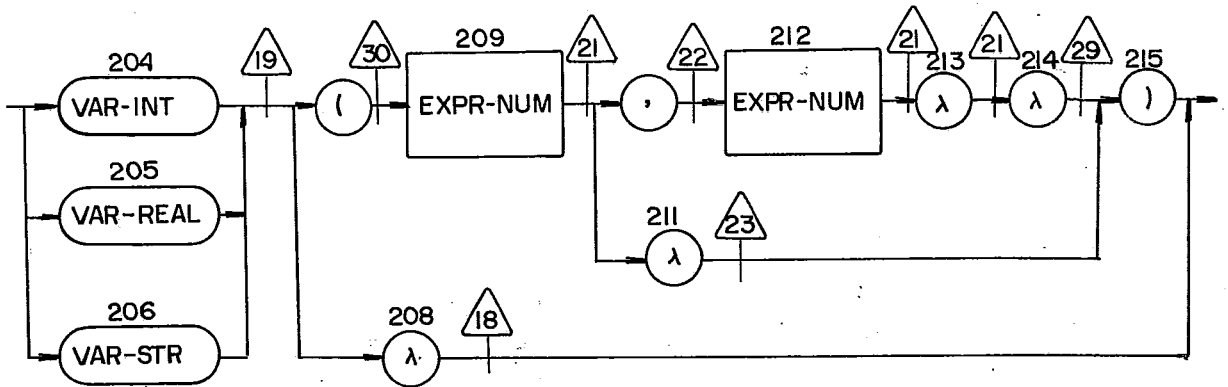 204
VAR-INT
19
(
30
209
EXPR-NUM
21
,
22
212
EXPR-NUM
21
213
λ
21
214
λ
29
215
)
205
VAR-REAL
211
λ
23
206
VAR-STR
208
λ
18